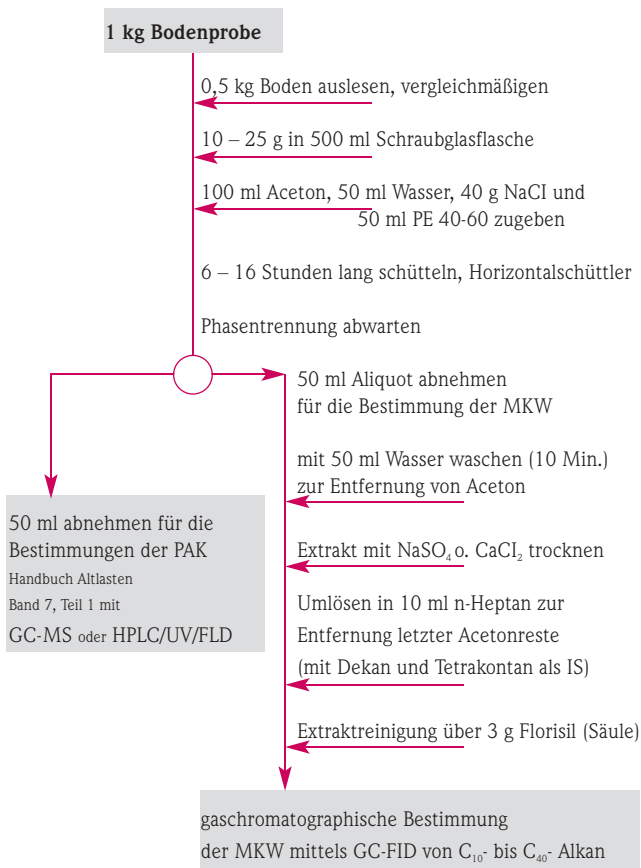 1 kg Bodenprobe
0,5 kg Boden auslesen, vergleichmäßigen
10 – 25 g in 500 ml Schraubglasflasche
100 ml Aceton, 50 ml Wasser, 40 g NaCI und
50 ml PE 40-60 zugeben
6 – 16 Stunden lang schütteln, Horizontalschüttler
Phasentrennung abwarten
50 ml Aliquot abnehmen
für die Bestimmung der MKW
mit 50 ml Wasser waschen (10 Min.)
zur Entfernung von Aceton
50 ml abnehmen für die
Bestimmungen der PAK
Handbuch Altlasten
Band 7, Teil 1 mit
GC-MS oder HPLC/UV/FLD
Extrakt mit NaSO₄ o. CaCI₂ trocknen
Umlösen in 10 ml n-Heptan zur
Entfernung letzter Acetonreste
(mit Dekan und Tetrakontan als IS)
Extraktreinigung über 3 g Florisil (Säule)
gaschromatographische Bestimmung
der MKW mittels GC-FID von C₁₀- bis C₄₀- Alkan